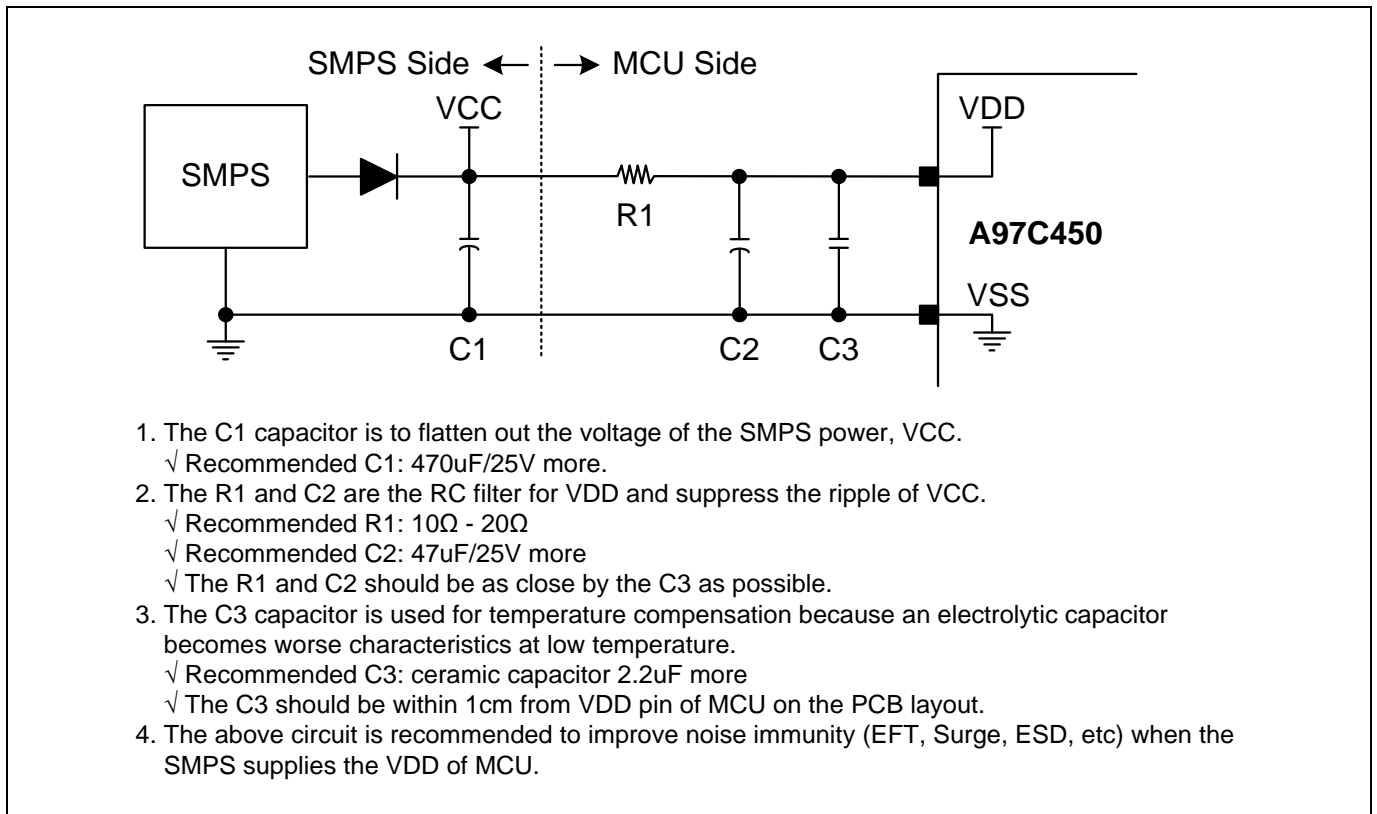 SMPS Side MCU Side
VCC
VDD
SMPS
R1
A97C450
VSS
C1 C2 C3
1. The C1 capacitor is to flatten out the voltage of the SMPS power, VCC.
√ Recommended C1: 470uF/25V more.
2. The R1 and C2 are the RC filter for VDD and suppress the ripple of VCC.
√ Recommended R1: 10Ω - 20Ω
√ Recommended C2: 47uF/25V more
√ The R1 and C2 should be as close by the C3 as possible.
3. The C3 capacitor is used for temperature compensation because an electrolytic capacitor
becomes worse characteristics at low temperature.
√ Recommended C3: ceramic capacitor 2.2uF more
√ The C3 should be within 1cm from VDD pin of MCU on the PCB layout.
4. The above circuit is recommended to improve noise immunity (EFT, Surge, ESD, etc) when the
SMPS supplies the VDD of MCU.